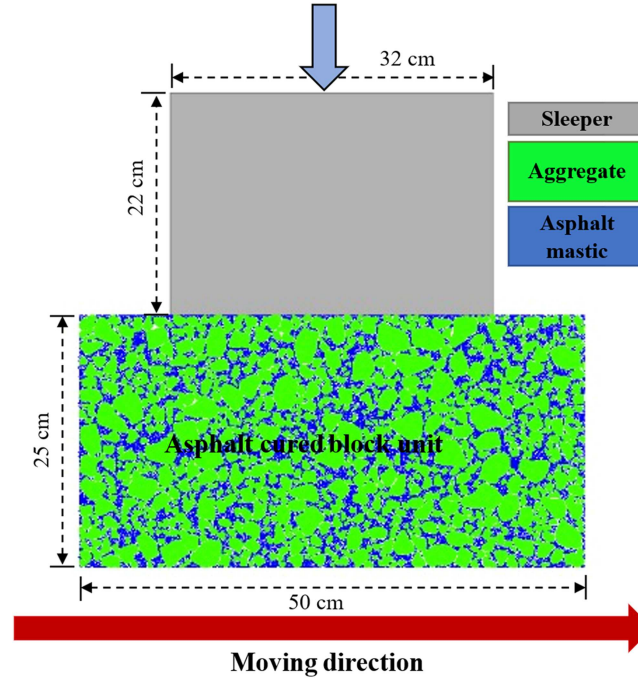 32 cm
22 cm
Sleeper
Aggregate
Asphalt
mastic
25 cm
Asphalt cured block unit
50 cm
Moving direction